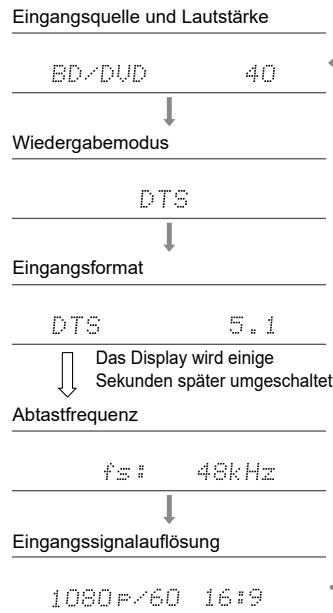 Eingangsquelle und Lautstärke
BD/DVD 40
Wiedergabemodus
DTS
Eingangsformat
DTS 5.1
Das Display wird einige
Sekunden später umgeschaltet
Abtastfrequenz
fs: 48kHz
Eingangssignalauflösung
1080p/60 16:9